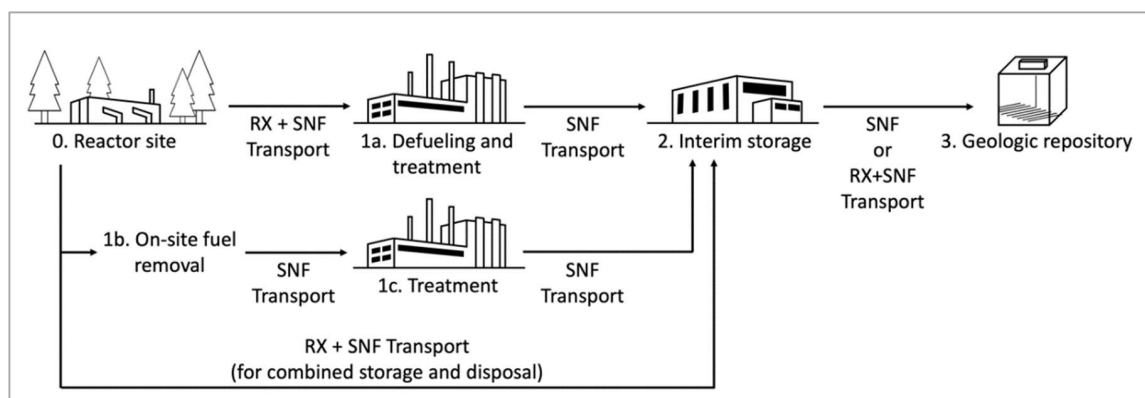 0. Reactor site
RX + SNF
Transport
1a. Defueling and
treatment
SNF
Transport
2. Interim storage
SNF
or
RX+SNF
Transport
3. Geologic repository
1b. On-site fuel
removal
SNF
Transport
1c. Treatment
SNF
Transport
RX + SNF Transport
(for combined storage and disposal)